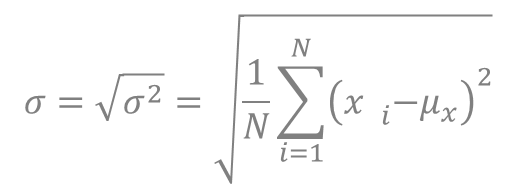 σ = √σ² = √(1/N ∑_{i=1}^{N} (x_i − μ_x)²)